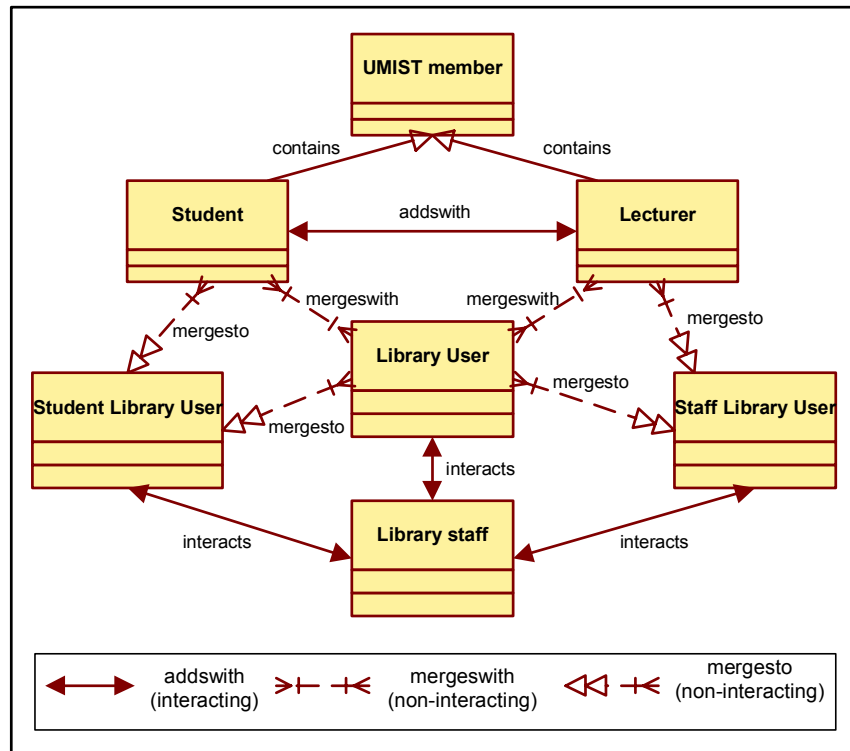 UMIST member
contains
contains
Student
addswith
Lecturer
mergeswith
mergeswith
mergesto
mergesto
Library User
Student Library User
mergesto
Staff Library User
mergesto
interacts
Library staff
interacts
interacts
addswith
(interacting)
mergeswith
(non-interacting)
mergesto
(non-interacting)